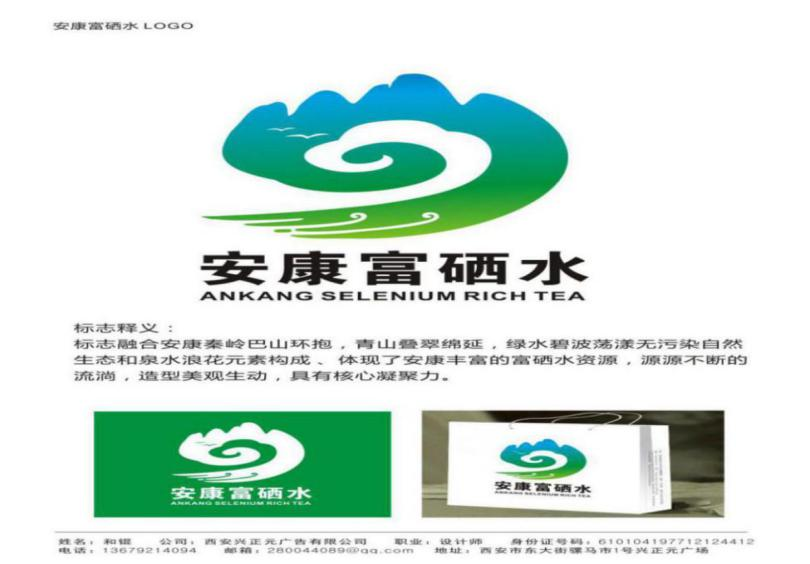 安康富硒水 LOGO
安康富硒水
ANKANG SELENIUM RICH TEA
标志释义：
标志融合安康秦岭巴山环抱，青山叠翠绵延，绿水碧波荡漾无污染自然
生态和泉水浪花元素构成、体现了安康丰富的富硒水资源，源源不断的
流淌，造型美观生动，具有核心凝聚力。
安康富硒水
ANKANG SELENIUM RICH TEA
安康富硒水
ANKANG SELENIUM RICH TEA
姓名：和锟 公司：西安兴正元广告有限公司 职业：设计师 身份证号码：610104197712124412
电话：13679214094 邮箱：280044089@qq.com 地址：西安市东大街骡马市1号兴正元广场